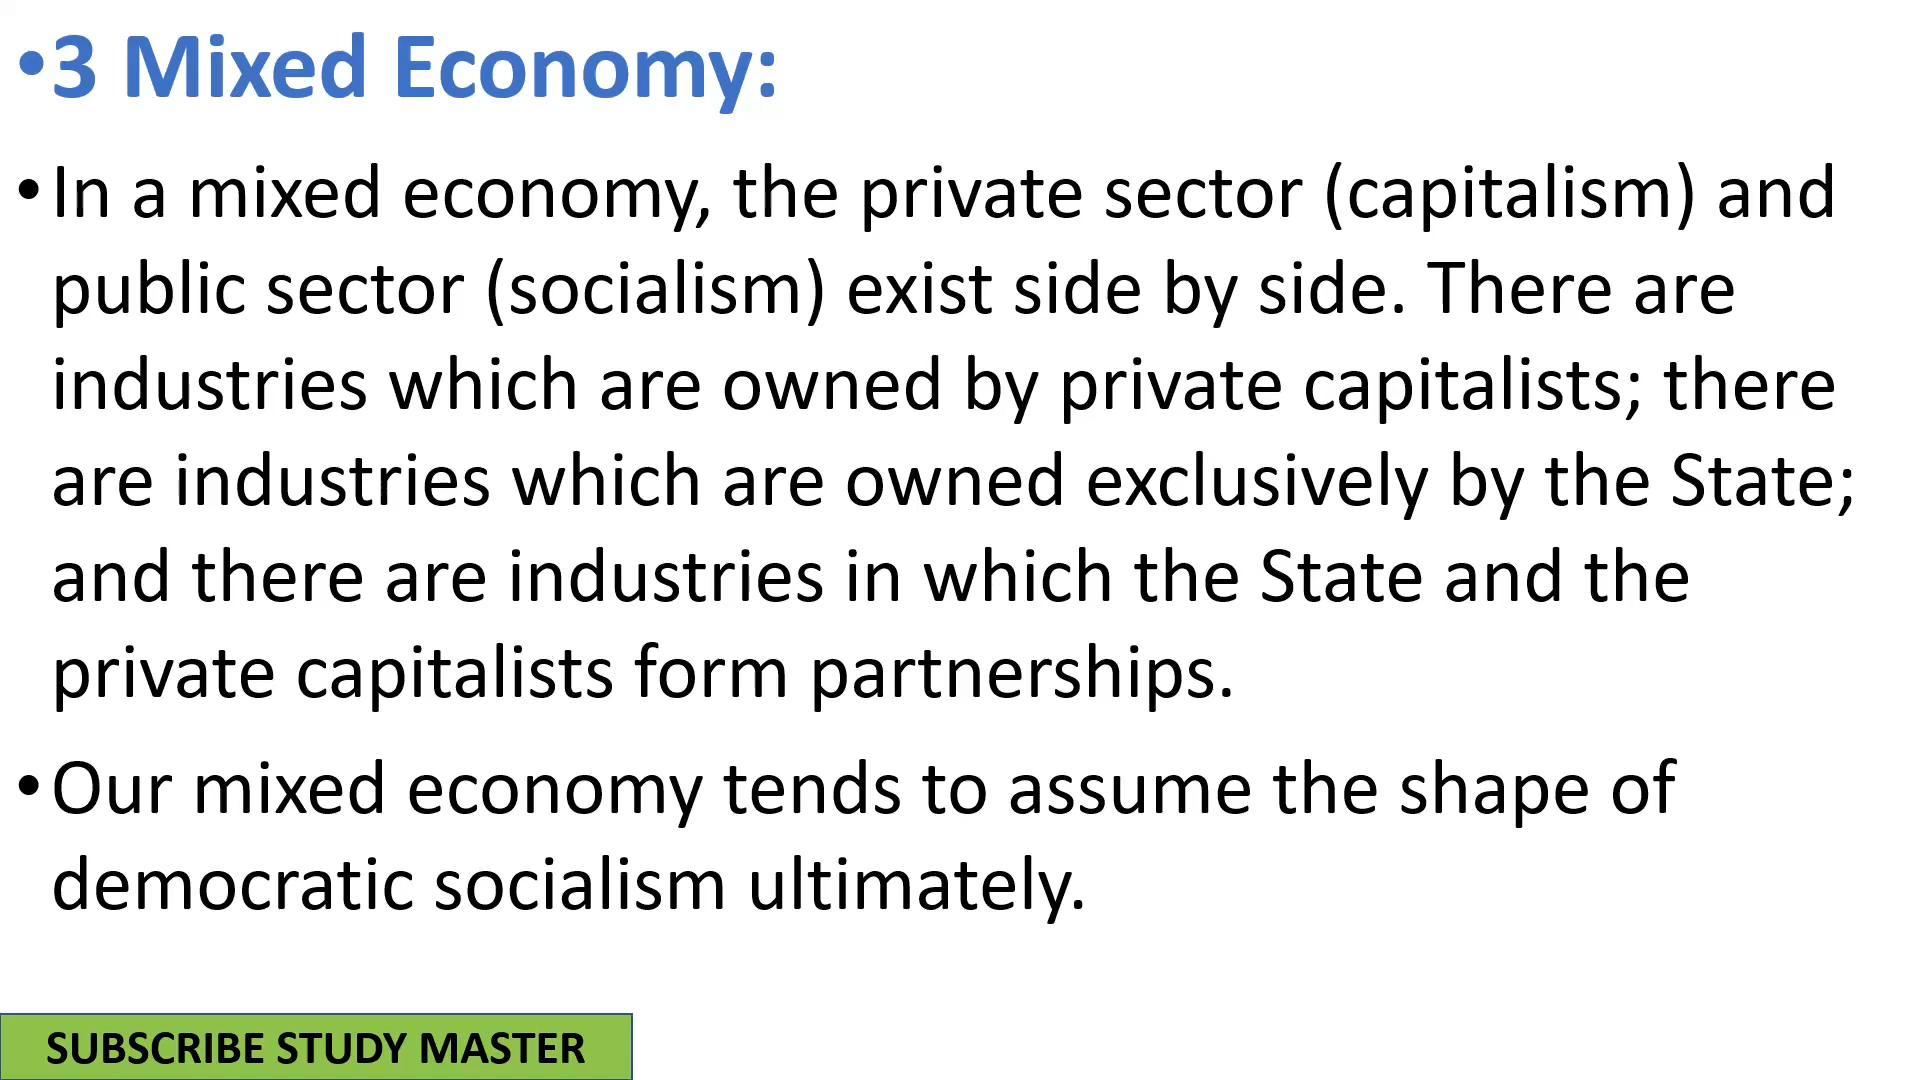 •3 Mixed Economy:
•In a mixed economy, the private sector (capitalism) and
public sector (socialism) exist side by side. There are
industries which are owned by private capitalists; there
are industries which are owned exclusively by the State;
and there are industries in which the State and the
private capitalists form partnerships.
•Our mixed economy tends to assume the shape of
democratic socialism ultimately.
SUBSCRIBE STUDY MASTER